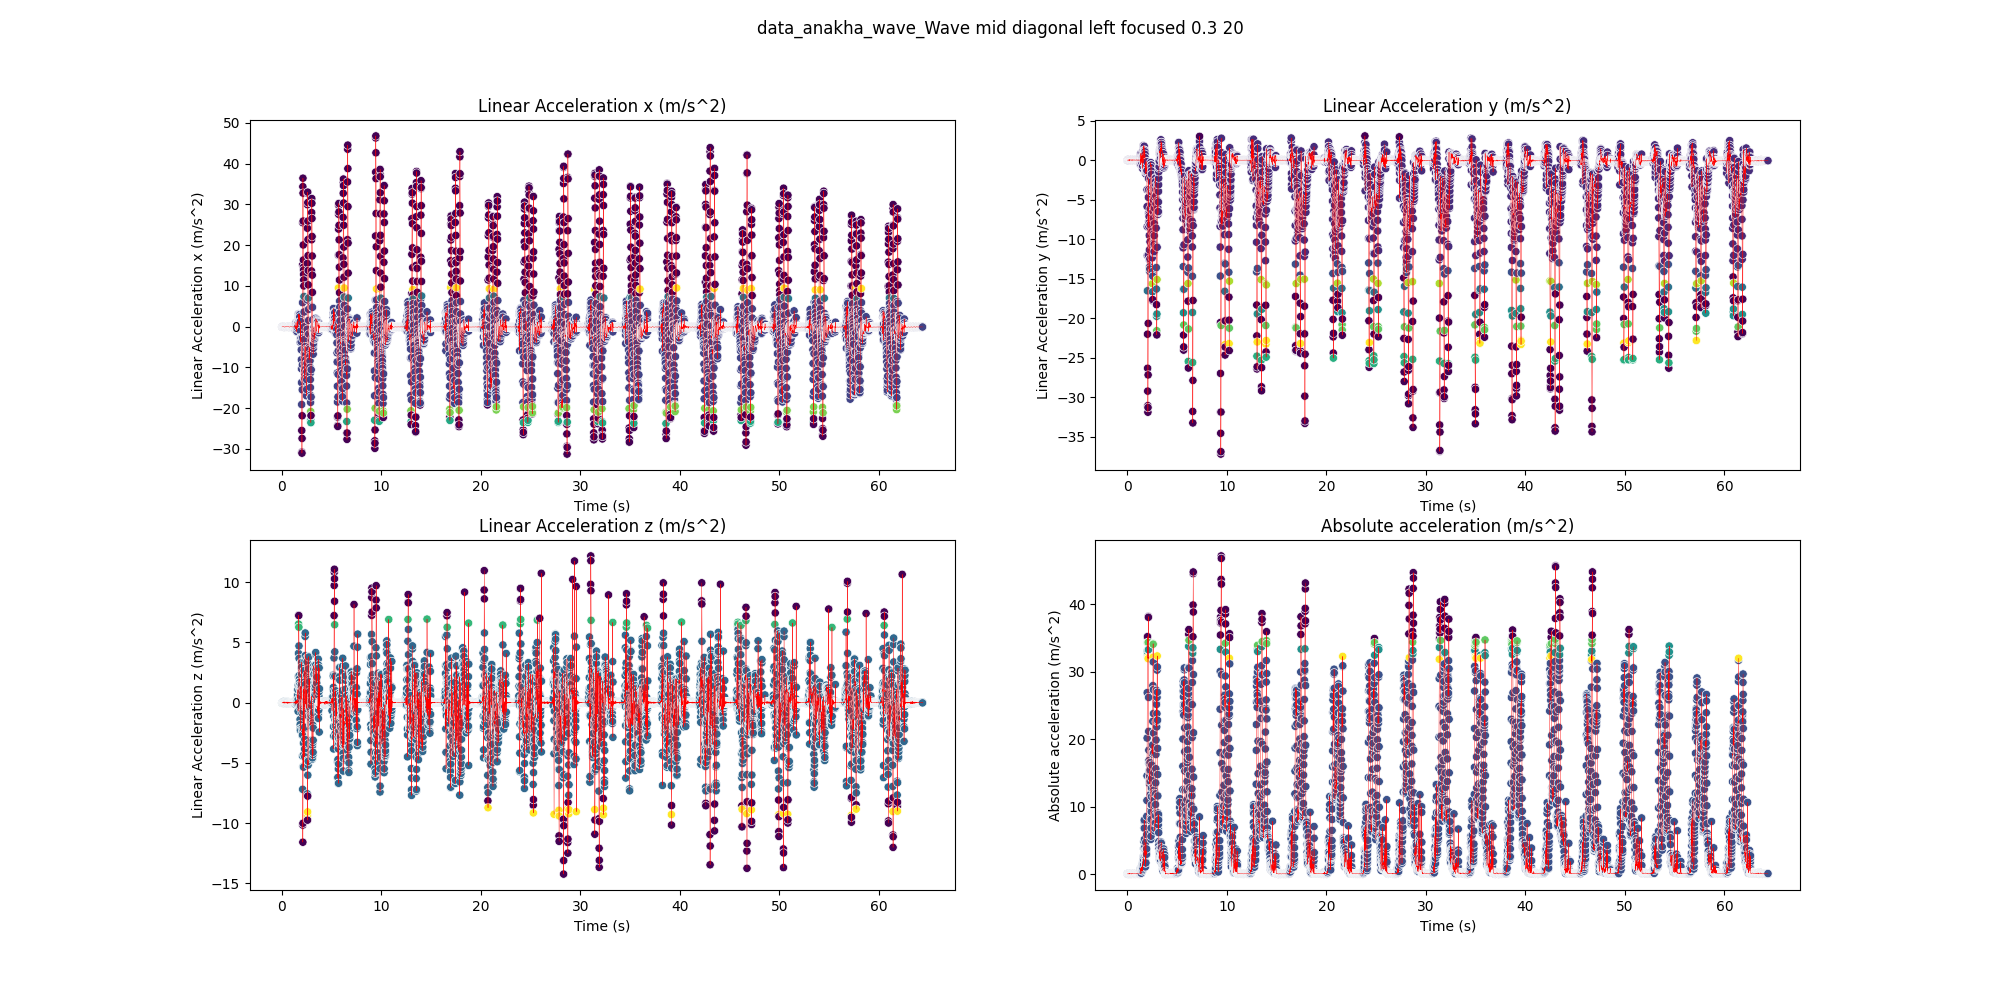 data_anakha_wave_Wave mid diagonal left focused 0.3 20
Linear Acceleration x (m/s^2)
Linear Acceleration x (m/s^2)
50
40
30
20
10
0
−10
−20
−30
0 10 20 30 40 50 60
Time (s)
Linear Acceleration y (m/s^2)
Linear Acceleration y (m/s^2)
5
0
−5
−10
−15
−20
−25
−30
−35
0 10 20 30 40 50 60
Time (s)
Linear Acceleration z (m/s^2)
Linear Acceleration z (m/s^2)
10
5
0
−5
−10
−15
0 10 20 30 40 50 60
Time (s)
Absolute acceleration (m/s^2)
Absolute acceleration (m/s^2)
40
30
20
10
0
0 10 20 30 40 50 60
Time (s)